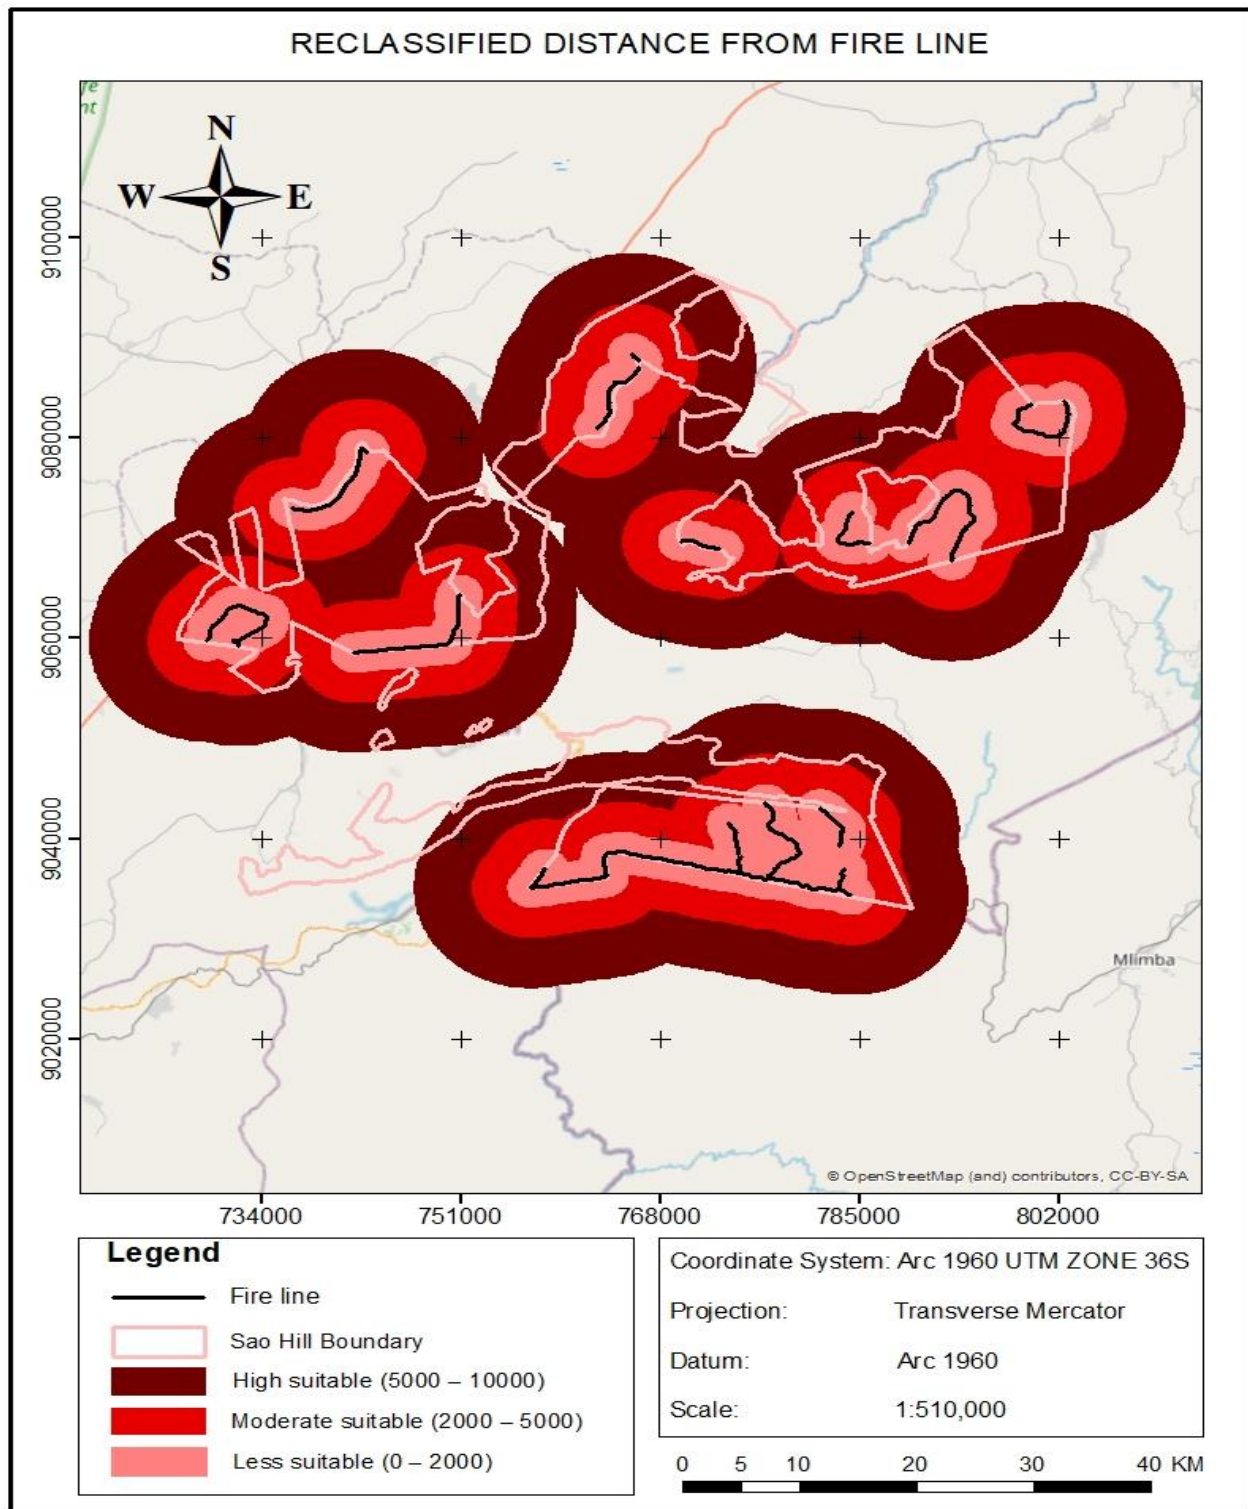 RECLASSIFIED DISTANCE FROM FIRE LINE
fe
nt
N
W E
S
9100000
9080000
9060000
9040000
9020000
Mlimba
© OpenStreetMap (and) contributors, CC-BY-SA
734000 751000 768000 785000 802000
Legend
Fire line
Sao Hill Boundary
High suitable (5000 – 10000)
Moderate suitable (2000 – 5000)
Less suitable (0 – 2000)
Coordinate System: Arc 1960 UTM ZONE 36S
Projection: Transverse Mercator
Datum: Arc 1960
Scale: 1:510,000
0 5 10 20 30 40 KM